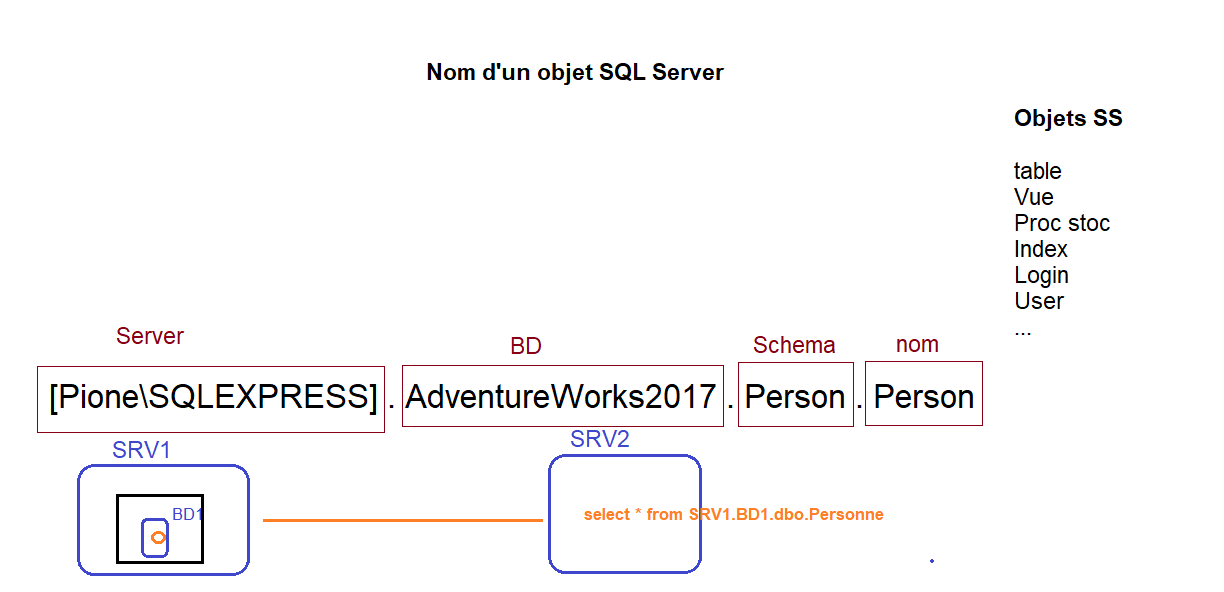 Nom d'un objet SQL Server
Objets SS
table
Vue
Proc stoc
Index
Login
User
...
Server
BD
Schema
nom
[Pione\SQLEXPRESS] . AdventureWorks2017 . Person . Person
SRV1
SRV2
BD1
select * from SRV1.BD1.dbo.Personne